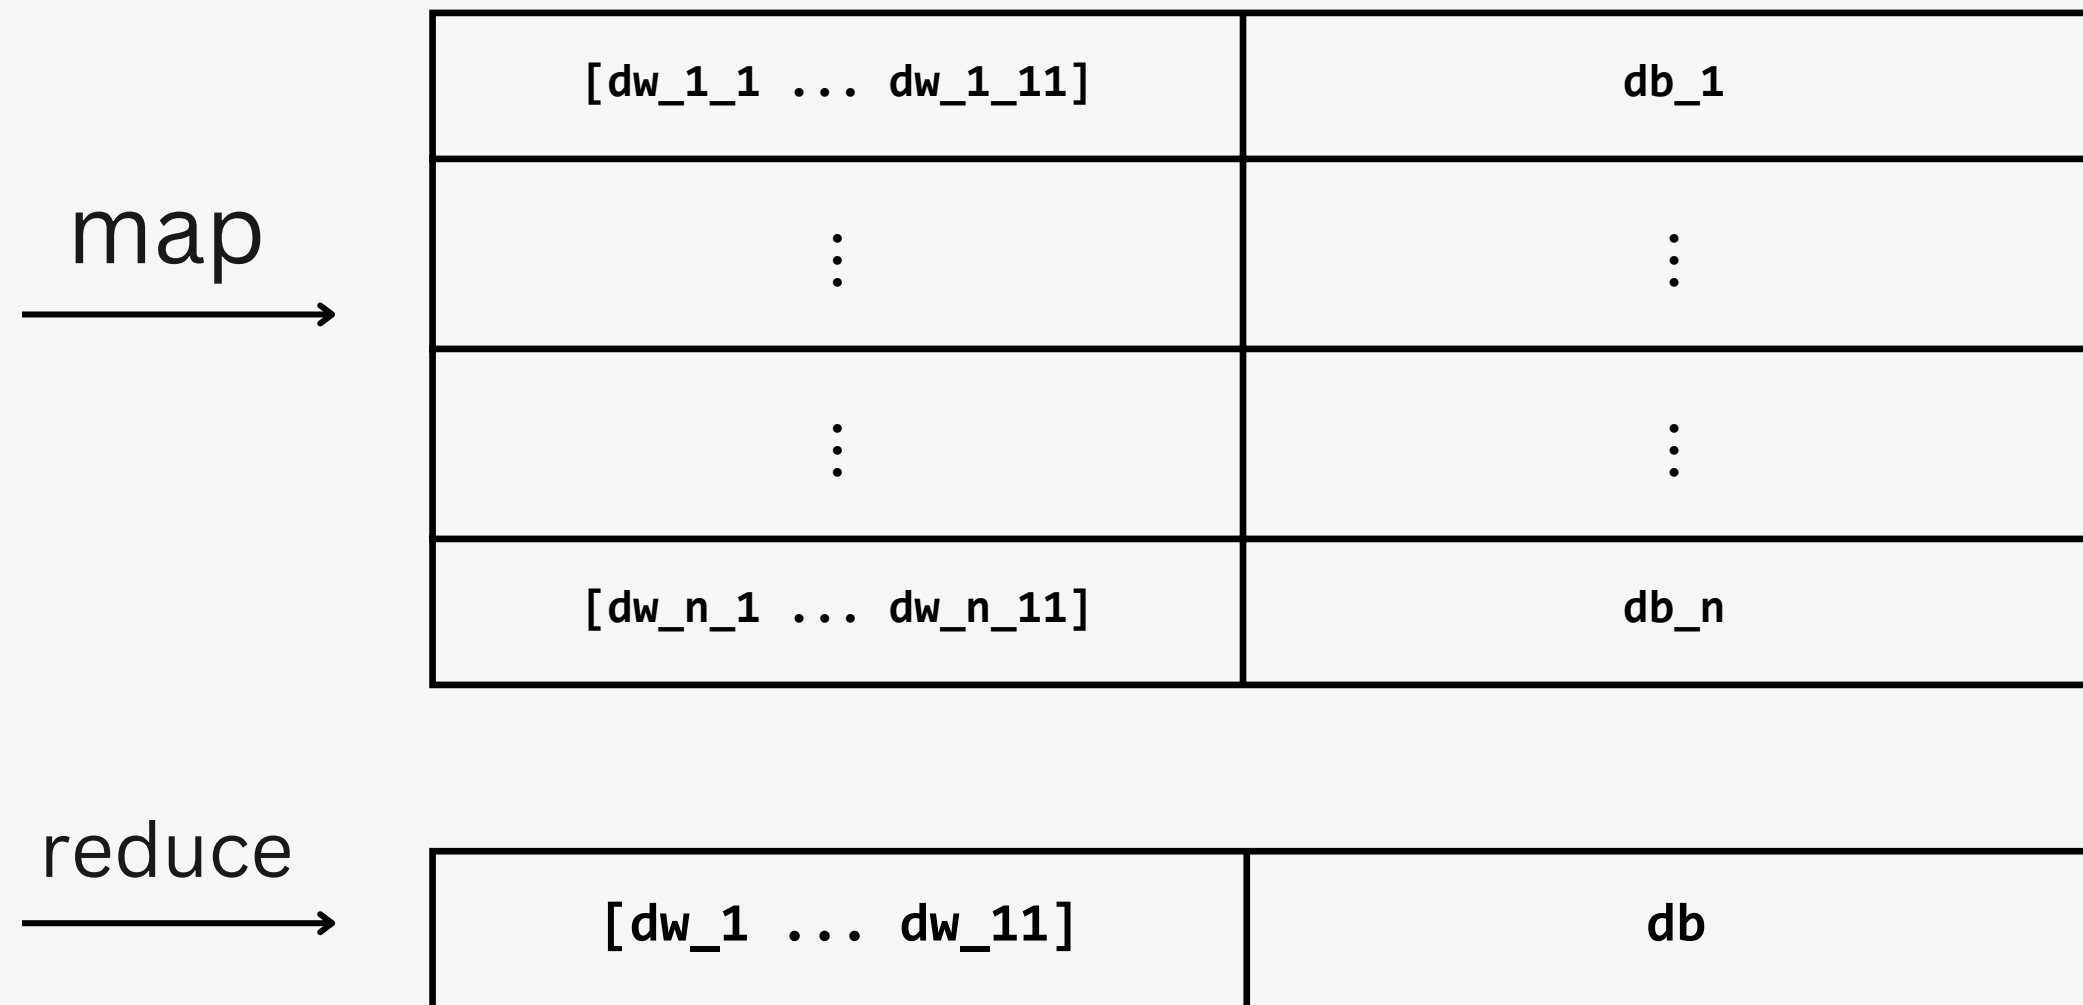 [dw_1_1 ... dw_1_11] db_1
map
⋮ ⋮
⋮ ⋮
[dw_n_1 ... dw_n_11] db_n
reduce
[dw_1 ... dw_11] db